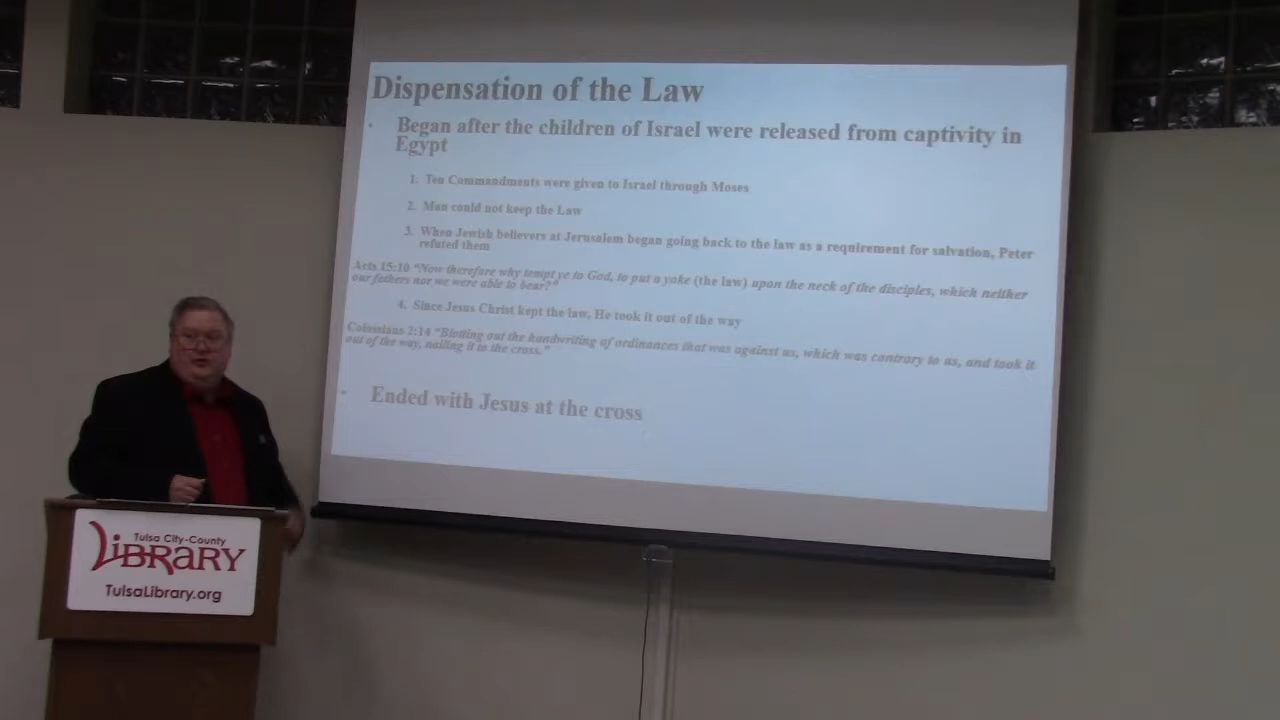 Dispensation of the Law
• Began after the children of Israel were released from captivity in
Egypt
1. Ten Commandments were given to Israel through Moses
2. Man could not keep the Law
3. When Jewish believers at Jerusalem began going back to the law as a requirement for salvation, Peter
refuted them
Acts 15:10 "Now therefore why tempt ye to God, to put a yoke (the law) upon the neck of the disciples, which neither
our fathers nor we were able to bear?"
4. Since Jesus Christ kept the law, He took it out of the way
Colossians 2:14 "Blotting out the handwriting of ordinances that was against us, which was contrary to us, and took it
out of the way, nailing it to the cross."
• Ended with Jesus at the cross
Tulsa City-County
LIBRARY
TulsaLibrary.org